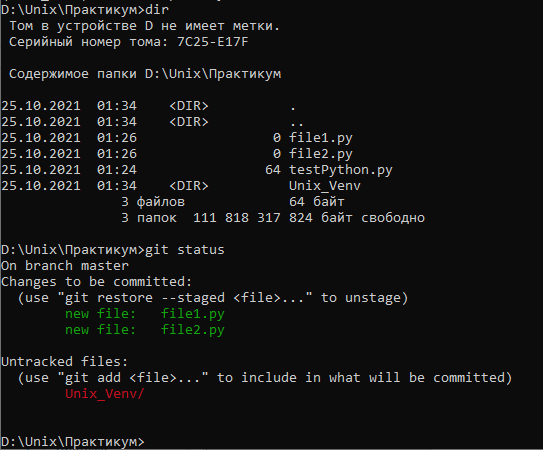 D:\Unix\Практикум>dir
Том в устройстве D не имеет метки.
Серийный номер тома: 7C25-E17F
Содержимое папки D:\Unix\Практикум
25.10.2021  01:34    <DIR>          .
25.10.2021  01:34    <DIR>          ..
25.10.2021  01:26                 0 file1.py
25.10.2021  01:26                 0 file2.py
25.10.2021  01:24                64 testPython.py
25.10.2021  01:34    <DIR>          Unix_Venv
3 файлов             64 байт
3 папок  111 818 317 824 байт свободно
D:\Unix\Практикум>git status
On branch master
Changes to be committed:
(use "git restore --staged <file>..." to unstage)
new file:   file1.py
new file:   file2.py
Untracked files:
(use "git add <file>..." to include in what will be committed)
Unix_Venv/
D:\Unix\Практикум>